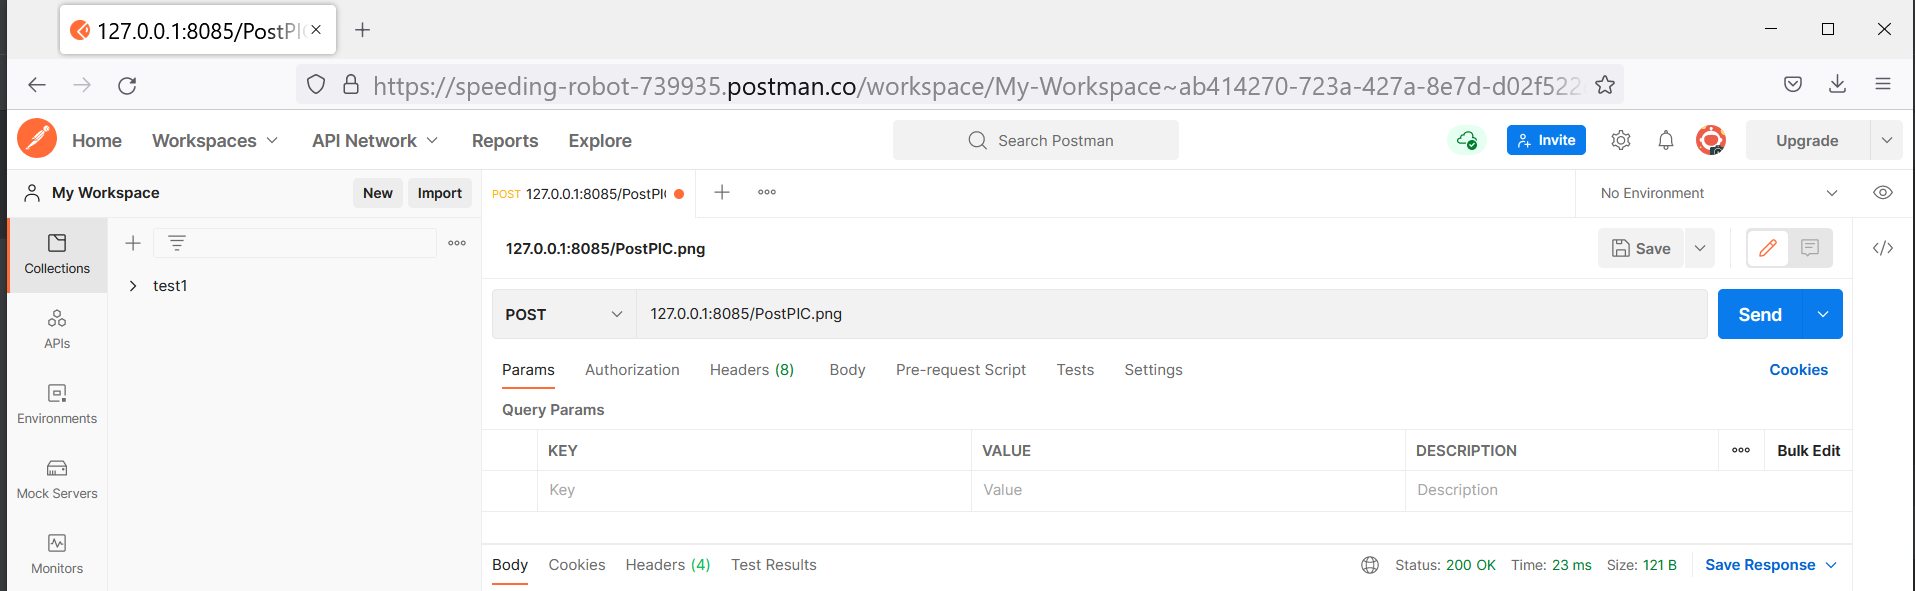 127.0.0.1:8085/PostPIC
https://speeding-robot-739935.postman.co/workspace/My-Workspace~ab414270-723a-427a-8e7d-d02f522
Home Workspaces API Network Reports Explore Search Postman Invite Upgrade
My Workspace New Import POST 127.0.0.1:8085/PostPI No Environment
Collections
127.0.0.1:8085/PostPIC.png Save
test1
POST 127.0.0.1:8085/PostPIC.png Send
APIs
Params Authorization Headers (8) Body Pre-request Script Tests Settings Cookies
Environments
Query Params
KEY VALUE DESCRIPTION Bulk Edit
Mock Servers
Key Value Description
Monitors
Body Cookies Headers (4) Test Results Status: 200 OK Time: 23 ms Size: 121 B Save Response